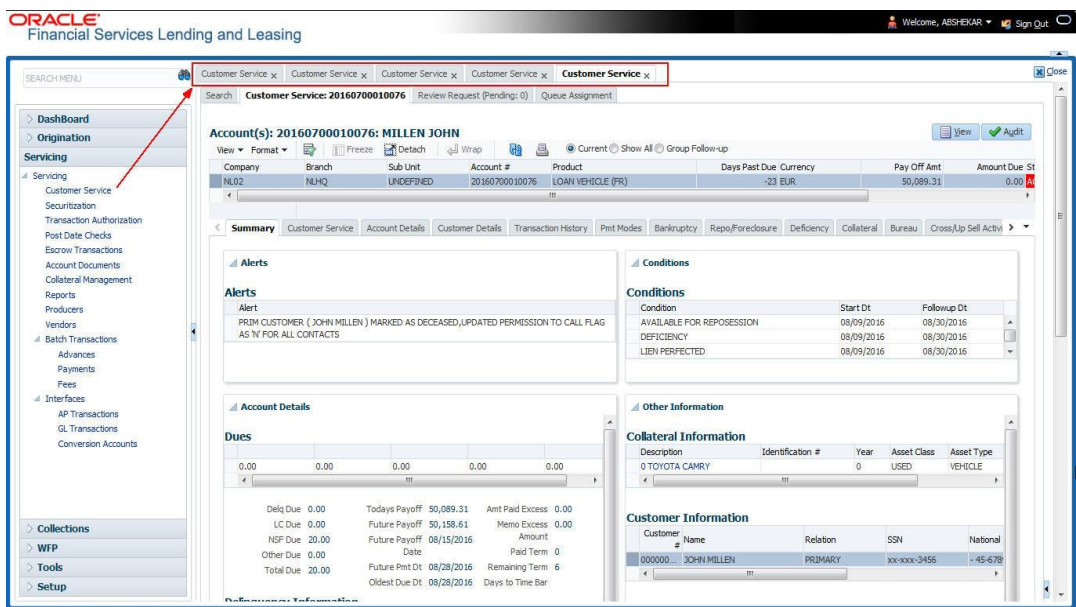 ORACLE
Financial Services Lending and Leasing
Welcome, ABSHEKAR
Sign Out
SEARCH MENU
DashBoard
Origination
Servicing
Servicing
Customer Service
Securitization
Transaction Authorization
Post Date Checks
Escrow Transactions
Account Documents
Collateral Management
Reports
Producers
Vendors
Batch Transactions
Advances
Payments
Fees
Interfaces
AP Transactions
GL Transactions
Conversion Accounts
Collections
WFP
Tools
Setup
Customer Service x Customer Service x Customer Service x Customer Service x Customer Service x
Close
Search Customer Service: 20160700010076 Review Request (Pending: 0) Queue Assignment
Account(s): 20160700010076: MILLEN JOHN
View Audit
View Format Freeze Detach Wrap Current Show All Group Follow-up
Company Branch Sub Unit Account # Product Days Past Due Currency Pay Off Amt Amount Due St
NL02 NLHQ UNDEFINED 20160700010076 LOAN VEHICLE (FR) -23 EUR 50,089.31 0.00
Summary Customer Service Account Details Customer Details Transaction History Pmt Modes Bankruptcy Repo/Foreclosure Deficiency Collateral Bureau Cross/Up Sell Activi
Alerts
Alerts
Alert
PRIM CUSTOMER ( JOHN MILLEN ) MARKED AS DECEASED,UPDATED PERMISSION TO CALL FLAG
AS 'N' FOR ALL CONTACTS
Conditions
Conditions
Condition Start Dt Followup Dt
AVAILABLE FOR REPOSESSION 08/09/2016 08/30/2016
DEFICIENCY 08/09/2016 08/30/2016
LIEN PERFECTED 08/09/2016 08/30/2016
Account Details
Dues
0.00 0.00 0.00 0.00 0.00
Delq Due 0.00 Todays Payoff 50,089.31 Amt Paid Excess 0.00
LC Due 0.00 Future Payoff 50,158.61 Memo Excess 0.00
NSF Due 20.00 Future Payoff 08/15/2016 Amount
Other Due 0.00 Date Paid Term 0
Total Due 20.00 Future Pmt Dt 08/28/2016 Remaining Term 6
Oldest Due Dt 08/28/2016 Days to Time Bar
Delinquency Information
Other Information
Collateral Information
Description Identification # Year Asset Class Asset Type
0 TOYOTA CAMRY 0 USED VEHICLE
Customer Information
Customer # Name Relation SSN National
000000... JOHN MILLEN PRIMARY xx-xxx-3456 - 45-678